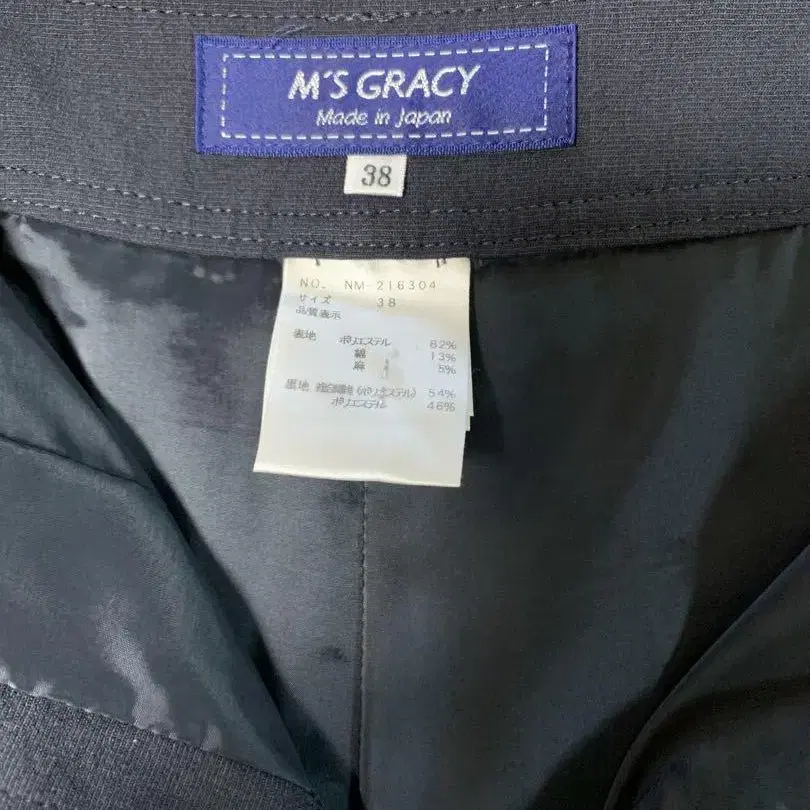 M'S GRACY
Made in Japan
38
NO. NM-216304
サイズ 38
品質表示
表地 ポリエステル 82%
綿 13%
麻 5%
裏地 (ポリエステル) 54%
ポリエステル 46%